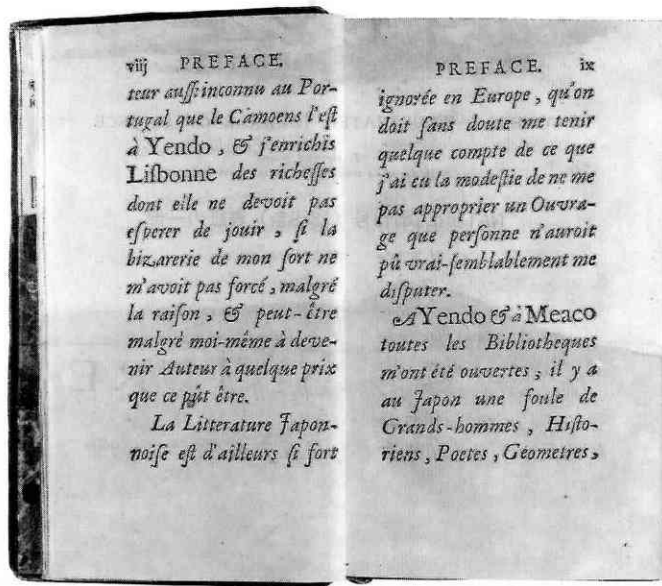 viij PREFACE.
teur auſſi inconnu au Por-
tugal que le Camoens l'eſt
à Yendo, & j'enrichis
Liſbonne des richeſſes
dont elle ne devoit pas
eſperer de jouir, ſi la
bizarerie de mon ſort ne
m'avoit pas forcé, malgré
la raiſon, & peut-être
malgré moi-même à deve-
nir Auteur à quelque prix
que ce pût être.
La Litterature Japon-
noiſe eſt d'ailleurs ſi fort
PREFACE. ix
ignorée en Europe, qu'on
doit ſans doute me tenir
quelque compte de ce que
j'ai eu la modeſtie de ne me
pas approprier un Ouvra-
ge que perſonne n'auroit
pû vrai-ſemblablement me
diſputer.
A Yendo & à Meaco
toutes les Bibliotheques
m'ont été ouvertes; il y a
au Japon une foule de
Grands-hommes, Hiſto-
riens, Poetes, Géometres,